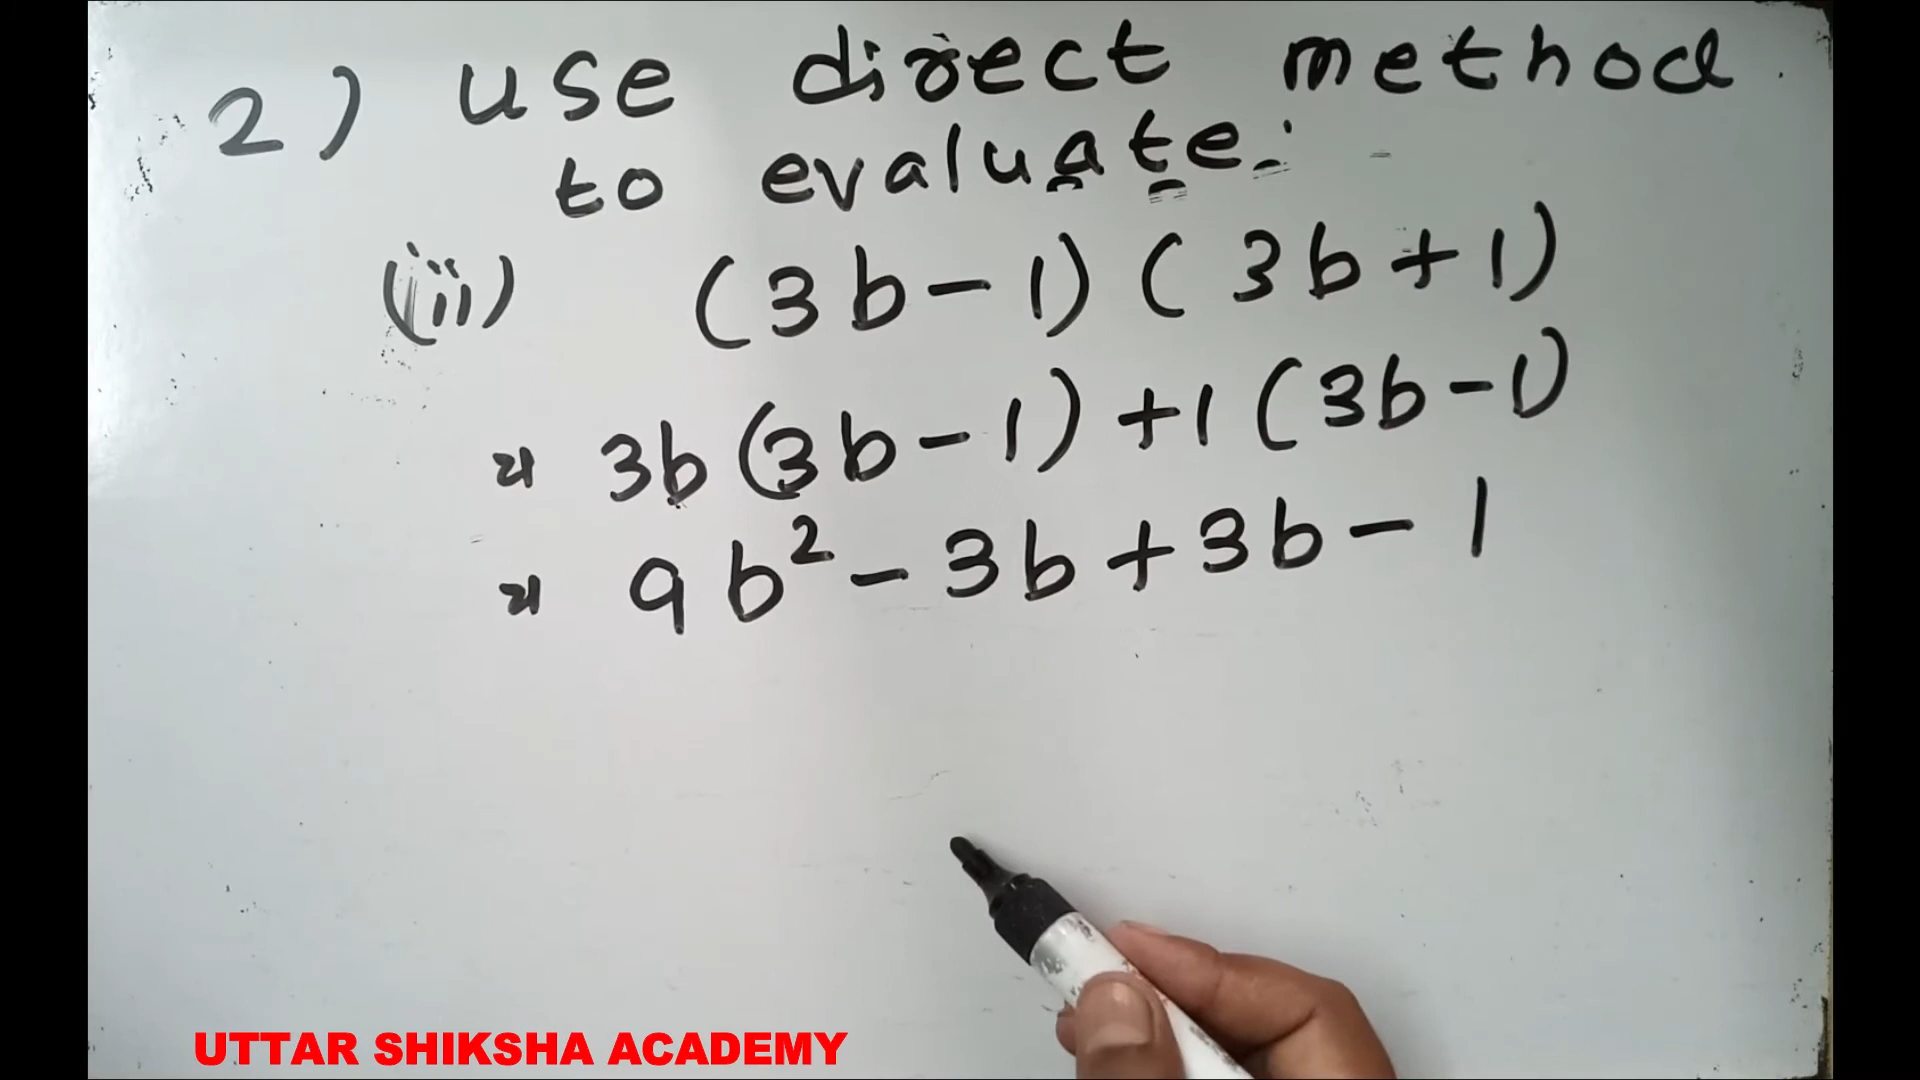 2) use direct method
to evaluate:
(ii) (3b-1) (3b+1)
⇒ 3b (3b-1) +1 (3b-1)
⇒ 9b² - 3b + 3b - 1
UTTAR SHIKSHA ACADEMY